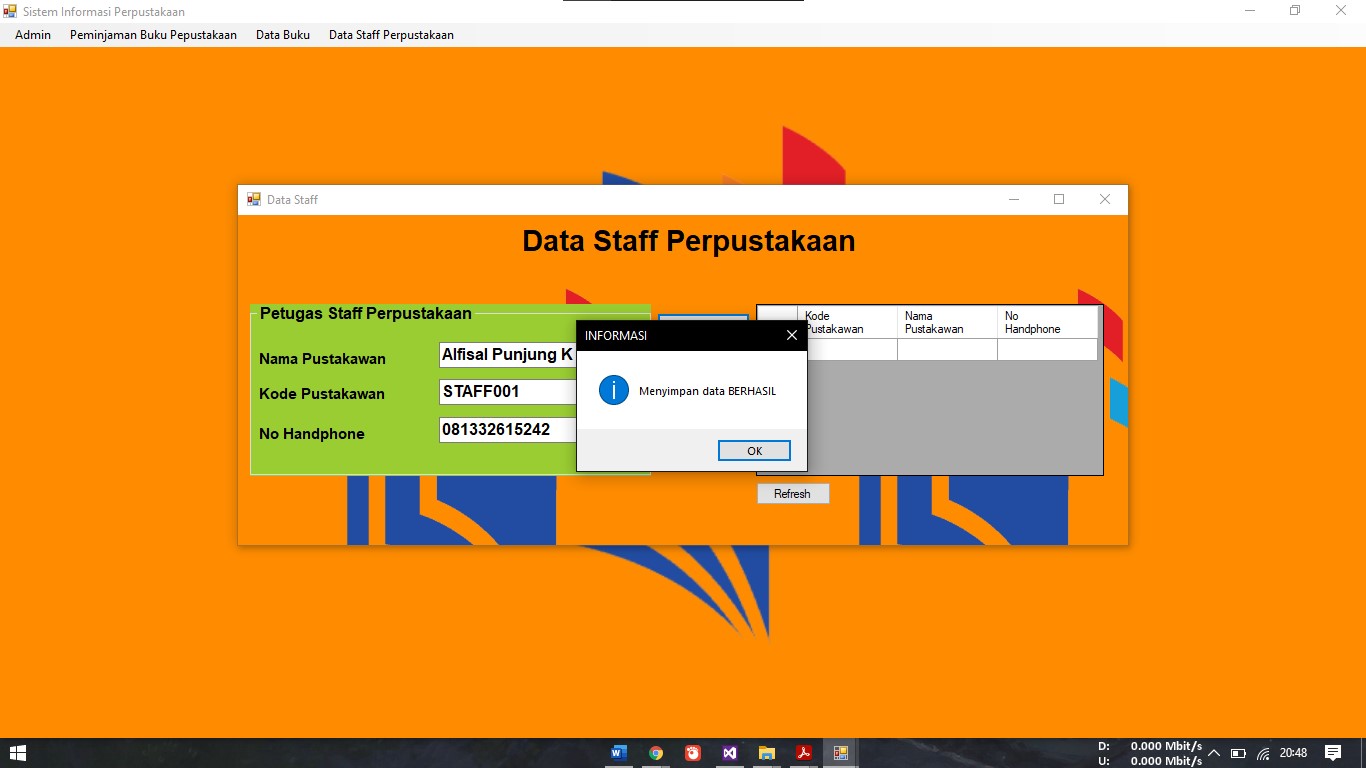 Sistem Informasi Perpustakaan
Admin Peminjaman Buku Pepustakaan Data Buku Data Staff Perpustakaan
Data Staff
Data Staff Perpustakaan
Petugas Staff Perpustakaan
Nama Pustakawan Alfisal Punjung K
Kode Pustakawan STAFF001
No Handphone 081332615242
Kode Pustakawan
Nama Pustakawan
No Handphone
INFORMASI
Menyimpan data BERHASIL
OK
Refresh
D: 0.000 Mbit/s
U: 0.000 Mbit/s
20:48